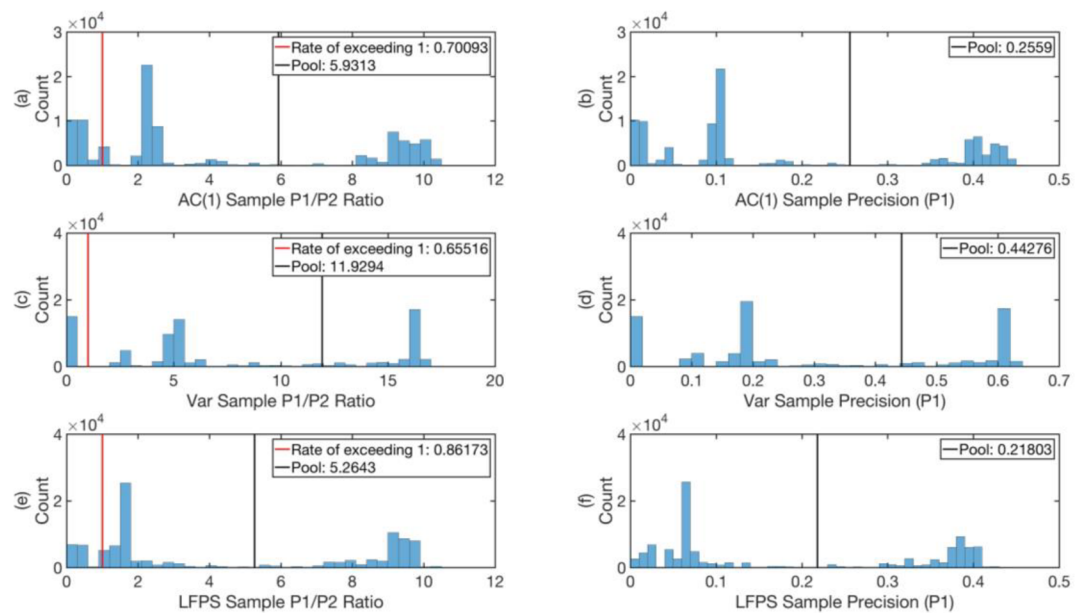 ×10⁴
3
2
1
0
(a)
Count
Rate of exceeding 1: 0.70093
Pool: 5.9313
0 2 4 6 8 10 12
AC(1) Sample P1/P2 Ratio
×10⁴
3
2
1
0
(b)
Count
Pool: 0.2559
0 0.1 0.2 0.3 0.4 0.5
AC(1) Sample Precision (P1)
×10⁴
4
2
0
(c)
Count
Rate of exceeding 1: 0.65516
Pool: 11.9294
0 5 10 15 20
Var Sample P1/P2 Ratio
×10⁴
4
2
0
(d)
Count
Pool: 0.44276
0 0.1 0.2 0.3 0.4 0.5 0.6 0.7
Var Sample Precision (P1)
×10⁴
4
2
0
(e)
Count
Rate of exceeding 1: 0.86173
Pool: 5.2643
0 2 4 6 8 10 12
LFPS Sample P1/P2 Ratio
×10⁴
4
2
0
(f)
Count
Pool: 0.21803
0 0.1 0.2 0.3 0.4 0.5
LFPS Sample Precision (P1)